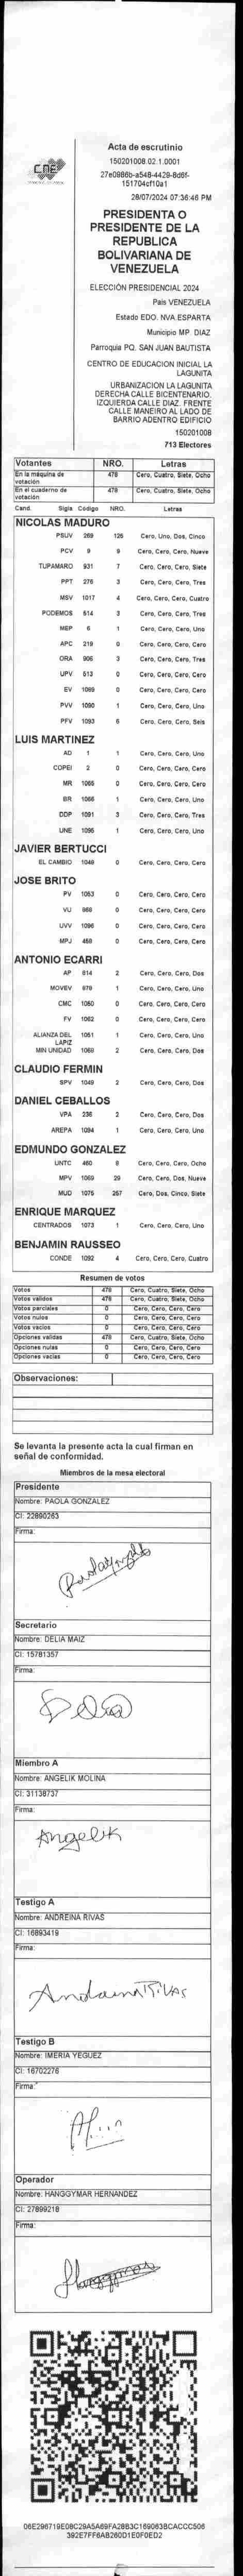 CNE
Acta de escrutinio
150201008.02.1.0001
27e0986b-a548-4429-8d6f-
151704cf10a1
28/07/2024 07:36:46 PM
PRESIDENTA O
PRESIDENTE DE LA
REPUBLICA
BOLIVARIANA DE
VENEZUELA
ELECCIÓN PRESIDENCIAL 2024
Pais VENEZUELA
Estado EDO. NVA.ESPARTA
Municipio MP. DIAZ
Parroquia PQ. SAN JUAN BAUTISTA
CENTRO DE EDUCACION INICIAL LA
LAGUNITA
URBANIZACION LA LAGUNITA
DERECHA CALLE BICENTENARIO.
IZQUIERDA CALLE DIAZ. FRENTE
CALLE MANEIRO AL LADO DE
BARRIO ADENTRO EDIFICIO
150201008
713 Electores
Votantes NRO. Letras
En la máquina de votación 478 Cero, Cuatro, Siete, Ocho
En el cuaderno de votación 478 Cero, Cuatro, Siete, Ocho
Cand. Sigla Código NRO. Letras
NICOLAS MADURO
PSUV 269 125 Cero, Uno, Dos, Cinco
PCV 9 9 Cero, Cero, Cero, Nueve
TUPAMARO 931 7 Cero, Cero, Cero, Siete
PPT 276 3 Cero, Cero, Cero, Tres
MSV 1017 4 Cero, Cero, Cero, Cuatro
PODEMOS 514 3 Cero, Cero, Cero, Tres
MEP 6 1 Cero, Cero, Cero, Uno
APC 219 0 Cero, Cero, Cero, Cero
ORA 906 3 Cero, Cero, Cero, Tres
UPV 513 0 Cero, Cero, Cero, Cero
EV 1089 0 Cero, Cero, Cero, Cero
PVV 1090 1 Cero, Cero, Cero, Uno
PFV 1093 6 Cero, Cero, Cero, Seis
LUIS MARTINEZ
AD 1 1 Cero, Cero, Cero, Uno
COPEI 2 0 Cero, Cero, Cero, Cero
MR 1065 0 Cero, Cero, Cero, Cero
BR 1066 1 Cero, Cero, Cero, Uno
DDP 1091 3 Cero, Cero, Cero, Tres
UNE 1095 1 Cero, Cero, Cero, Uno
JAVIER BERTUCCI
EL CAMBIO 1048 0 Cero, Cero, Cero, Cero
JOSE BRITO
PV 1053 0 Cero, Cero, Cero, Cero
VU 968 0 Cero, Cero, Cero, Cero
UVV 1096 0 Cero, Cero, Cero, Cero
MPJ 458 0 Cero, Cero, Cero, Cero
ANTONIO ECARRI
AP 814 2 Cero, Cero, Cero, Dos
MOVEV 979 1 Cero, Cero, Cero, Uno
CMC 1050 0 Cero, Cero, Cero, Cero
FV 1062 0 Cero, Cero, Cero, Cero
ALIANZA DEL LAPIZ 1051 1 Cero, Cero, Cero, Uno
MIN UNIDAD 1069 2 Cero, Cero, Cero, Dos
CLAUDIO FERMIN
SPV 1049 2 Cero, Cero, Cero, Dos
DANIEL CEBALLOS
VPA 236 2 Cero, Cero, Cero, Dos
AREPA 1094 1 Cero, Cero, Cero, Uno
EDMUNDO GONZALEZ
UNTC 460 8 Cero, Cero, Cero, Ocho
MPV 1069 29 Cero, Cero, Dos, Nueve
MUD 1075 257 Cero, Dos, Cinco, Siete
ENRIQUE MARQUEZ
CENTRADOS 1073 1 Cero, Cero, Cero, Uno
BENJAMIN RAUSSEO
CONDE 1092 4 Cero, Cero, Cero, Cuatro
Resumen de votos
Votos 478 Cero, Cuatro, Siete, Ocho
Votos validos 478 Cero, Cuatro, Siete, Ocho
Votos parciales 0 Cero, Cero, Cero, Cero
Votos nulos 0 Cero, Cero, Cero, Cero
Votos vacios 0 Cero, Cero, Cero, Cero
Opciones validas 478 Cero, Cuatro, Siete, Ocho
Opciones nulas 0 Cero, Cero, Cero, Cero
Opciones vacias 0 Cero, Cero, Cero, Cero
Observaciones:
Se levanta la presente acta la cual firman en
señal de conformidad.
Miembros de la mesa electoral
Presidente
Nombre: PAOLA GONZALEZ
CI: 22890263
Firma:
Secretario
Nombre: DELIA MAIZ
CI: 15781357
Firma:
Delia
Miembro A
Nombre: ANGELIK MOLINA
CI: 31138737
Firma:
Angelik
Testigo A
Nombre: ANDREINA RIVAS
CI: 16893419
Firma:
Andreina Rivas
Testigo B
Nombre: IMERIA YEGUEZ
CI: 16702276
Firma:
Operador
Nombre: HANGGYMAR HERNANDEZ
CI: 27899218
Firma:
06E296719E08C29A5A69FA28B3C169083BCACCC506
392E7FF6AB260D1E0F0ED2